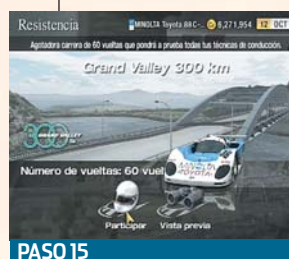 Resistencia
MINOLTA Toyota 88C-.. 6,271,954 12 OCT
Agotadora carrera de 60 vueltas que pondrá a prueba todas tus técnicas de conducción.
Grand Valley 300 km
300
GRAND VALLEY
Número de vueltas: 60 vuel
MINOLTA
TOYOTA
Participar Vista previa
PASO 15